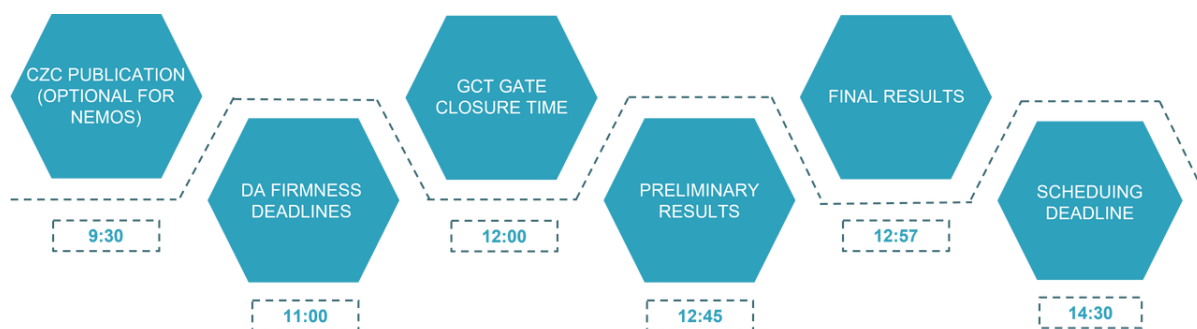 CZC PUBLICATION
(OPTIONAL FOR
NEMOS)
9:30
DA FIRMNESS
DEADLINES
11:00
GCT GATE
CLOSURE TIME
12:00
PRELIMINARY
RESULTS
12:45
FINAL RESULTS
12:57
SCHEDUING
DEADLINE
14:30